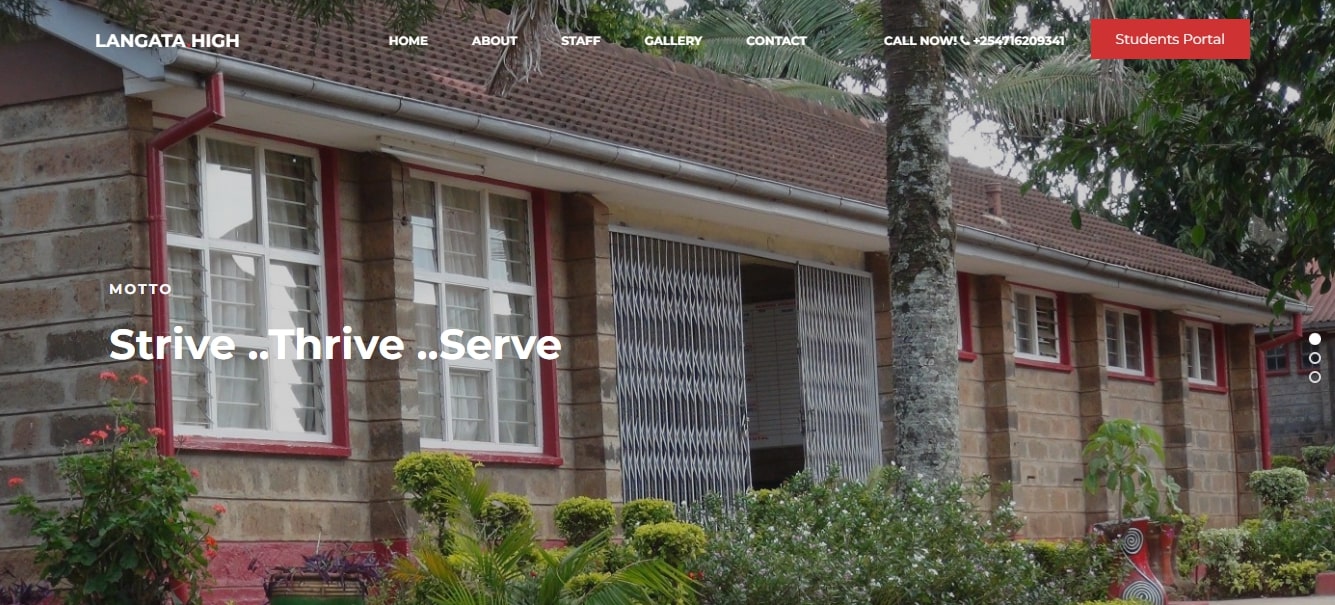 LANGATA HIGH
HOME ABOUT STAFF GALLERY CONTACT CALL NOW! +254716209341 Students Portal
MOTTO
Strive ..Thrive ..Serve